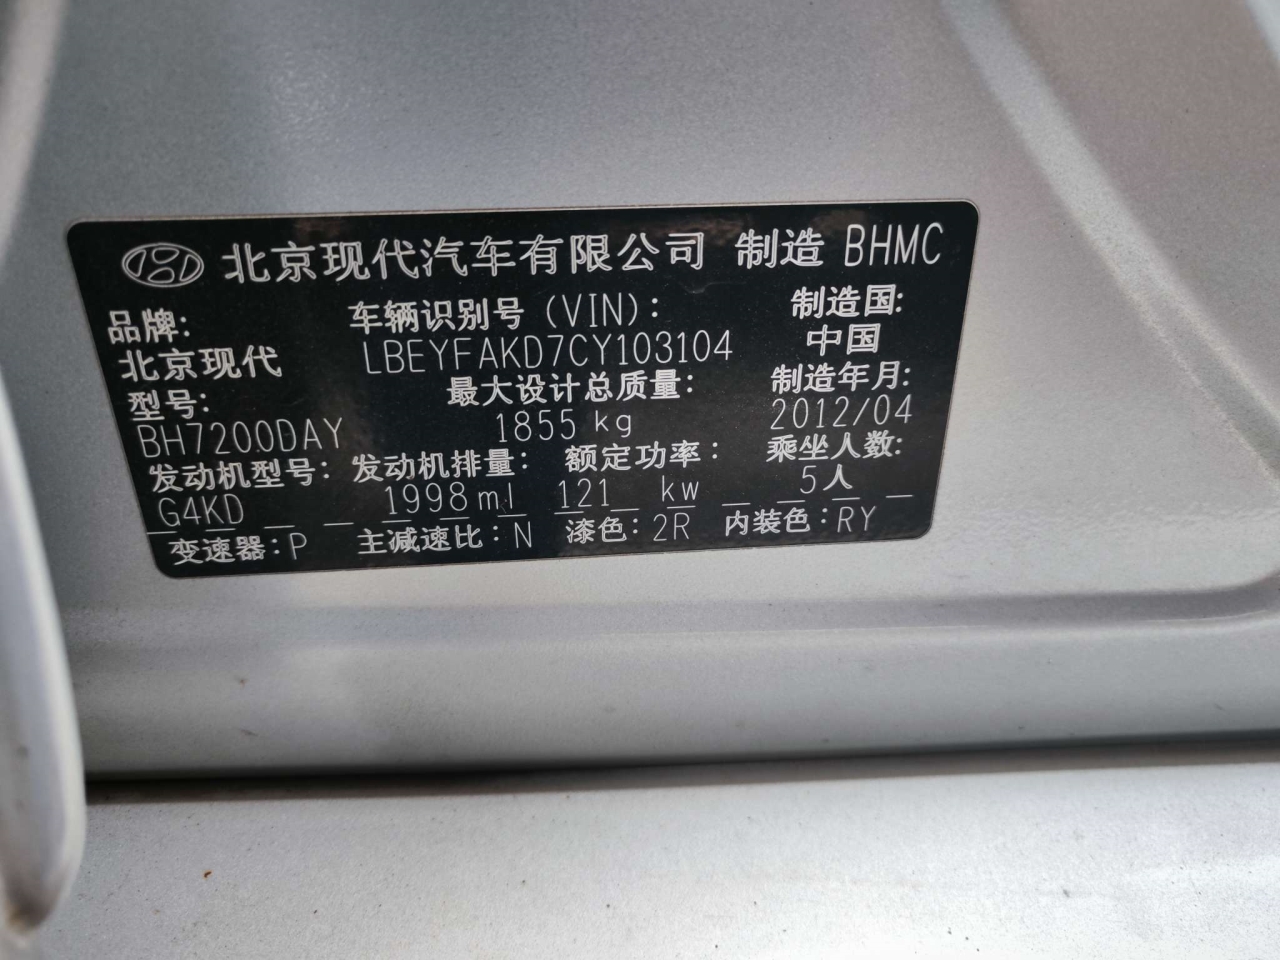 北京现代汽车有限公司 制造 BHMC
品牌: 车辆识别号 (VIN): 制造国:
北京现代 LBEYFAKD7CY103104 中国
型号: 最大设计总质量: 制造年月:
BH7200DAY 1855 kg 2012/04
发动机型号: 发动机排量: 额定功率: 乘坐人数:
G4KD 1998ml 121 kw 5人
变速器:P 主减速比:N 漆色:2R 内装色:RY